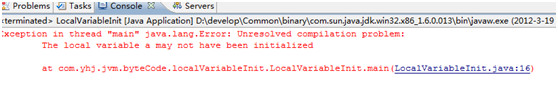 Problems Tasks Console Servers
terminated> LocalVariableInit [Java Application] D:\develop\Common\binary\com.sun.java.jdk.win32.x86_1.6.0.013\bin\javaw.exe (2012-3-19
Exception in thread "main" java.lang.Error: Unresolved compilation problem:
The local variable a may not have been initialized
at com.yhj.jvm.byteCode.localVariableInit.LocalVariableInit.main(LocalVariableInit.java:16)